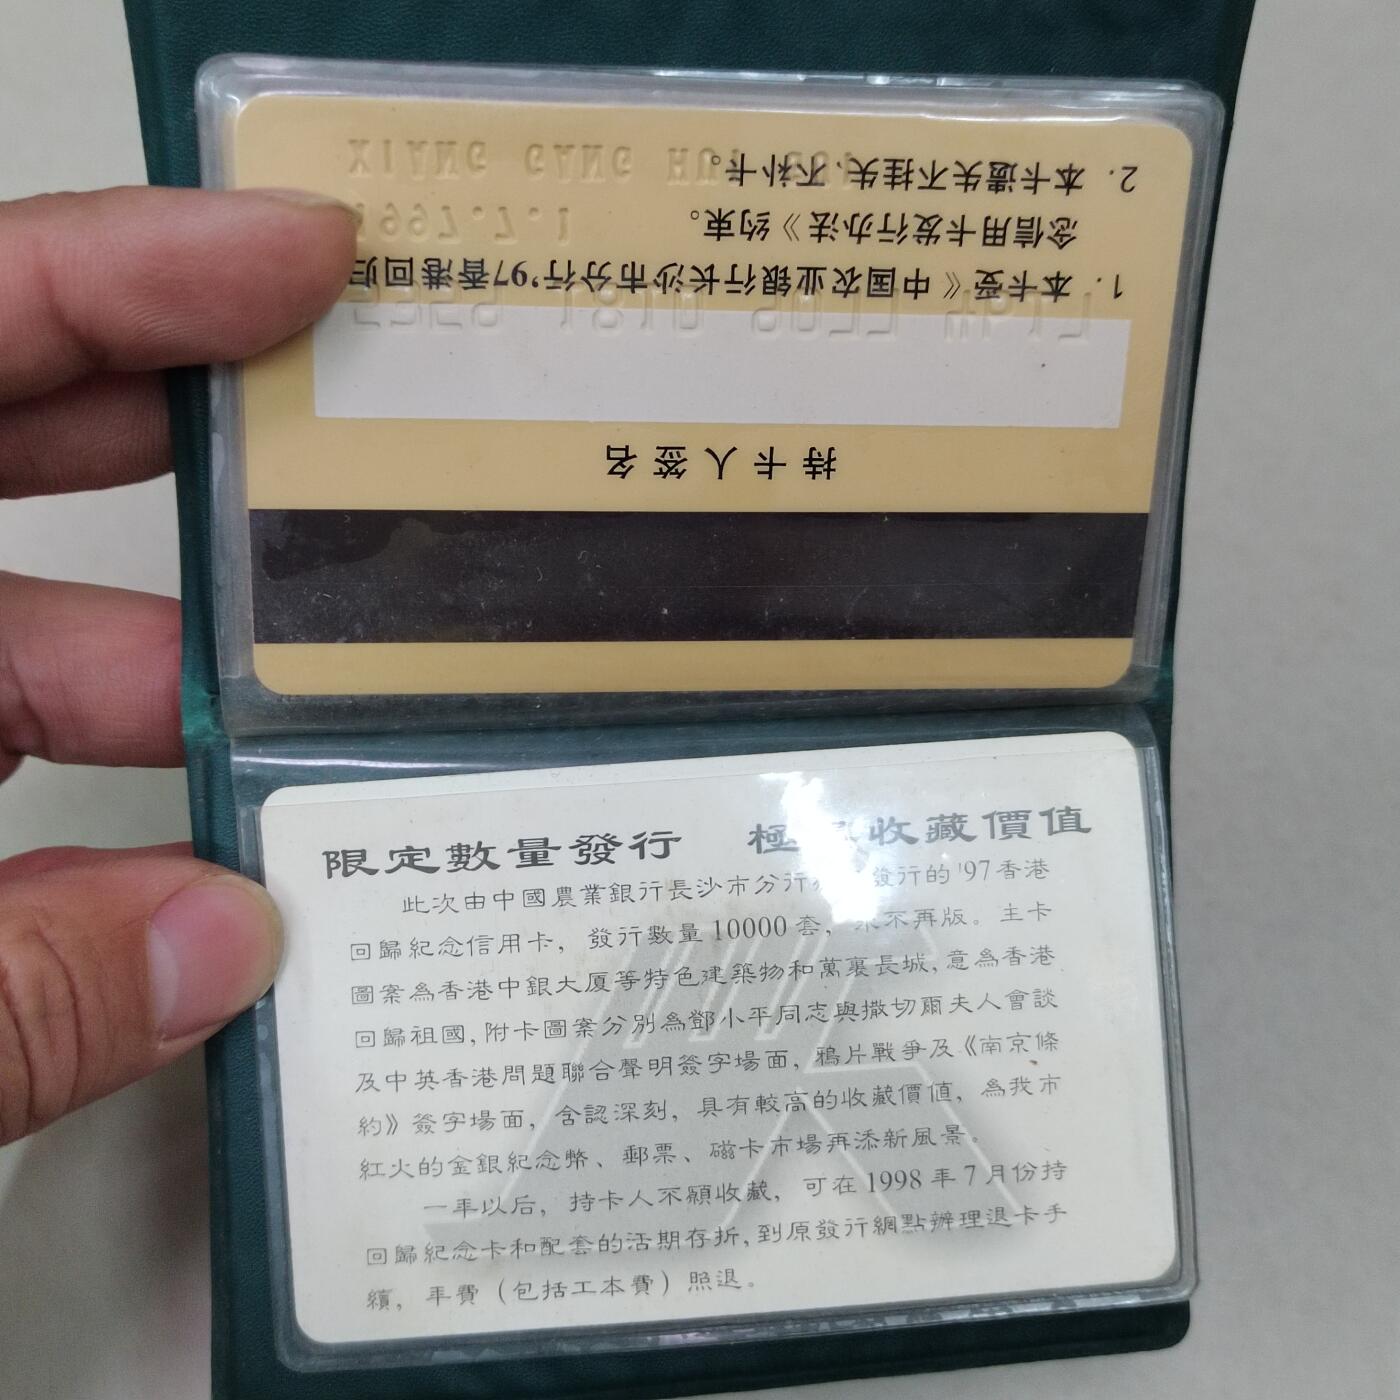 持卡人签名
1. 本卡受《中国农业银行长沙市分行'97香港回归
念信用卡发行办法》约束。
2. 本卡遗失不挂失,不补卡。
1997.7.1
XIANG GANG HUI
限定數量發行 極 收藏價值
此次由中國農業銀行長沙市分行 發行的'97香港
回歸紀念信用卡,發行數量10000套, 不再版。主卡
圖案為香港中銀大厦等特色建築物和萬裏長城,意為香港
回歸祖國,附卡圖案分別為鄧小平同志與撒切爾夫人會談
及中英香港問題聯合聲明簽字場面,鴉片戰爭及《南京條
約》簽字場面,含認深刻,具有較高的收藏價值,為我市
紅火的金銀紀念幣、郵票、磁卡市場再添新風景。
一年以后,持卡人不願收藏,可在1998年7月份持
回歸紀念卡和配套的活期存折,到原發行網點辦理退卡手
續,年費(包括工本費)照退。